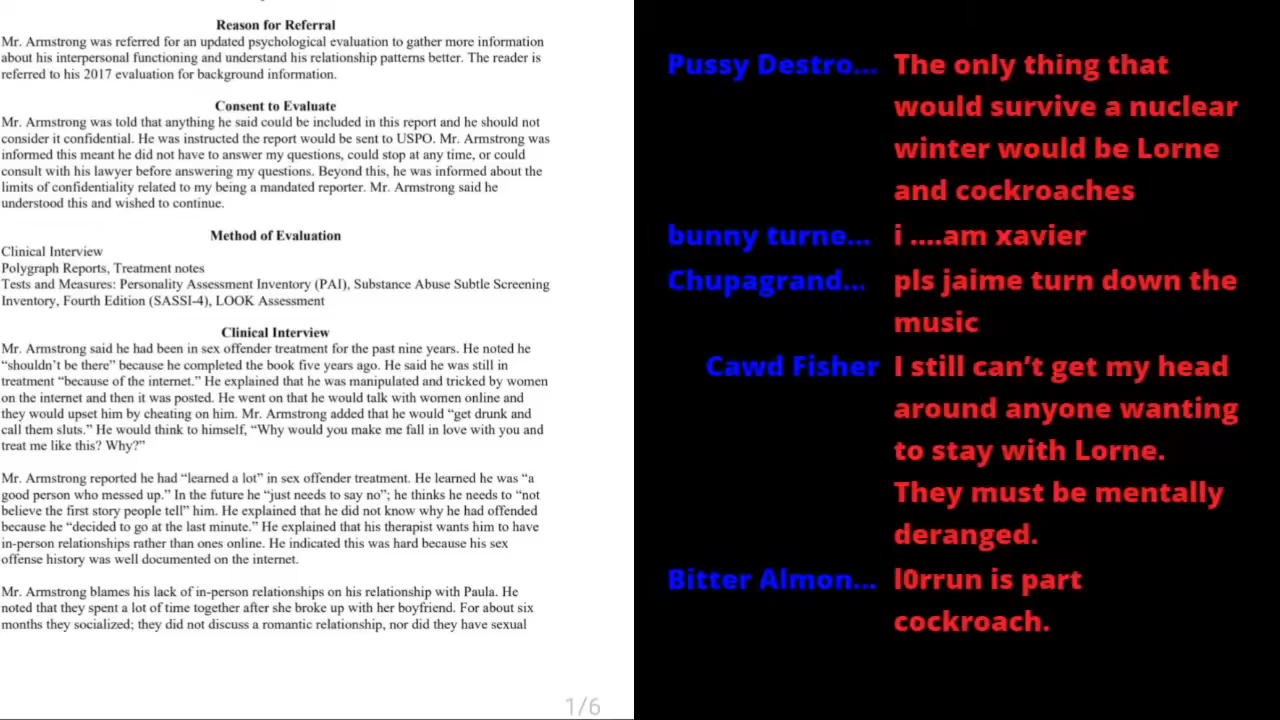 Reason for Referral
Mr. Armstrong was referred for an updated psychological evaluation to gather more information
about his interpersonal functioning and understand his relationship patterns better. The reader is
referred to his 2017 evaluation for background information.
Consent to Evaluate
Mr. Armstrong was told that anything he said could be included in this report and he should not
consider it confidential. He was instructed the report would be sent to USPO. Mr. Armstrong was
informed this meant he did not have to answer my questions, could stop at any time, or could
consult with his lawyer before answering my questions. Beyond this, he was informed about the
limits of confidentiality related to my being a mandated reporter. Mr. Armstrong said he
understood this and wished to continue.
Method of Evaluation
Clinical Interview
Polygraph Reports, Treatment notes
Tests and Measures: Personality Assessment Inventory (PAI), Substance Abuse Subtle Screening
Inventory, Fourth Edition (SASSI-4), LOOK Assessment
Clinical Interview
Mr. Armstrong said he had been in sex offender treatment for the past nine years. He noted he
“shouldn’t be there” because he completed the book five years ago. He said he was still in
treatment “because of the internet.” He explained that he was manipulated and tricked by women
on the internet and then it was posted. He went on that he would talk with women online and
they would upset him by cheating on him. Mr. Armstrong added that he would “get drunk and
call them sluts.” He would think to himself, “Why would you make me fall in love with you and
treat me like this? Why?”
Mr. Armstrong reported he had “learned a lot” in sex offender treatment. He learned he was “a
good person who messed up.” In the future he “just needs to say no”; he thinks he needs to “not
believe the first story people tell” him. He explained that he did not know why he had offended
because he “decided to go at the last minute.” He explained that his therapist wants him to have
in-person relationships rather than ones online. He indicated this was hard because his sex
offense history was well documented on the internet.
Mr. Armstrong blames his lack of in-person relationships on his relationship with Paula. He
noted that they spent a lot of time together after she broke up with her boyfriend. For about six
months they socialized; they did not discuss a romantic relationship, nor did they have sexual
1/6
Pussy Destro... The only thing that
would survive a nuclear
winter would be Lorne
and cockroaches
bunny turne... i ....am xavier
Chupagrand... pls jaime turn down the
music
Cawd Fisher I still can’t get my head
around anyone wanting
to stay with Lorne.
They must be mentally
deranged.
Bitter Almon... l0rrun is part
cockroach.